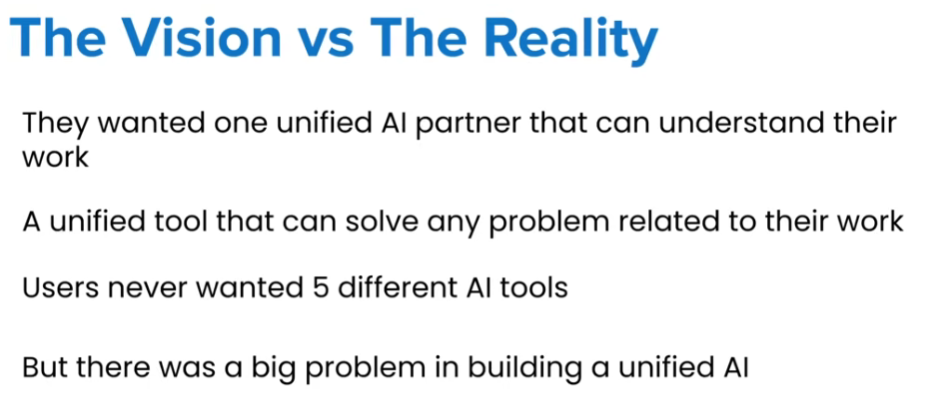 The Vision vs The Reality
They wanted one unified AI partner that can understand their
work
A unified tool that can solve any problem related to their work
Users never wanted 5 different AI tools
But there was a big problem in building a unified AI